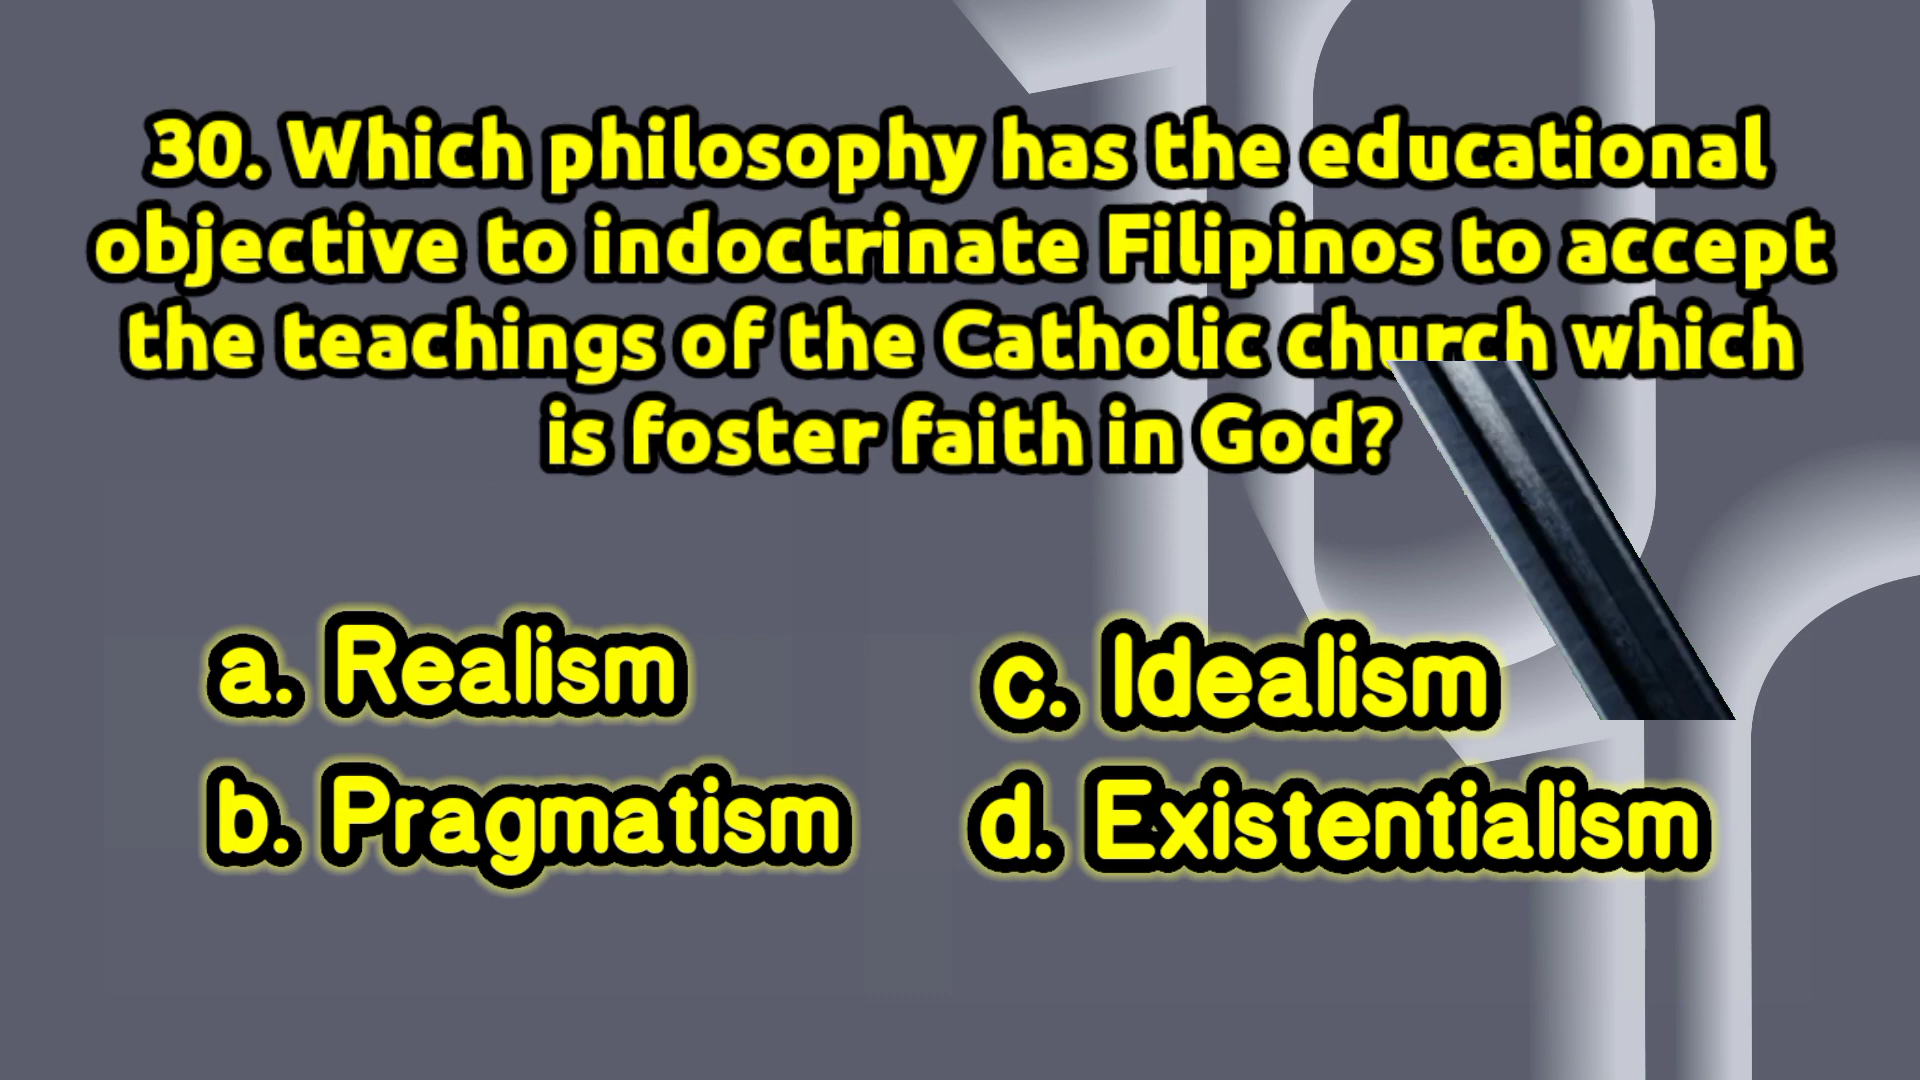 30. Which philosophy has the educational
objective to indoctrinate Filipinos to accept
the teachings of the Catholic church which
is foster faith in God?
a. Realism
c. Idealism
b. Pragmatism
d. Existentialism